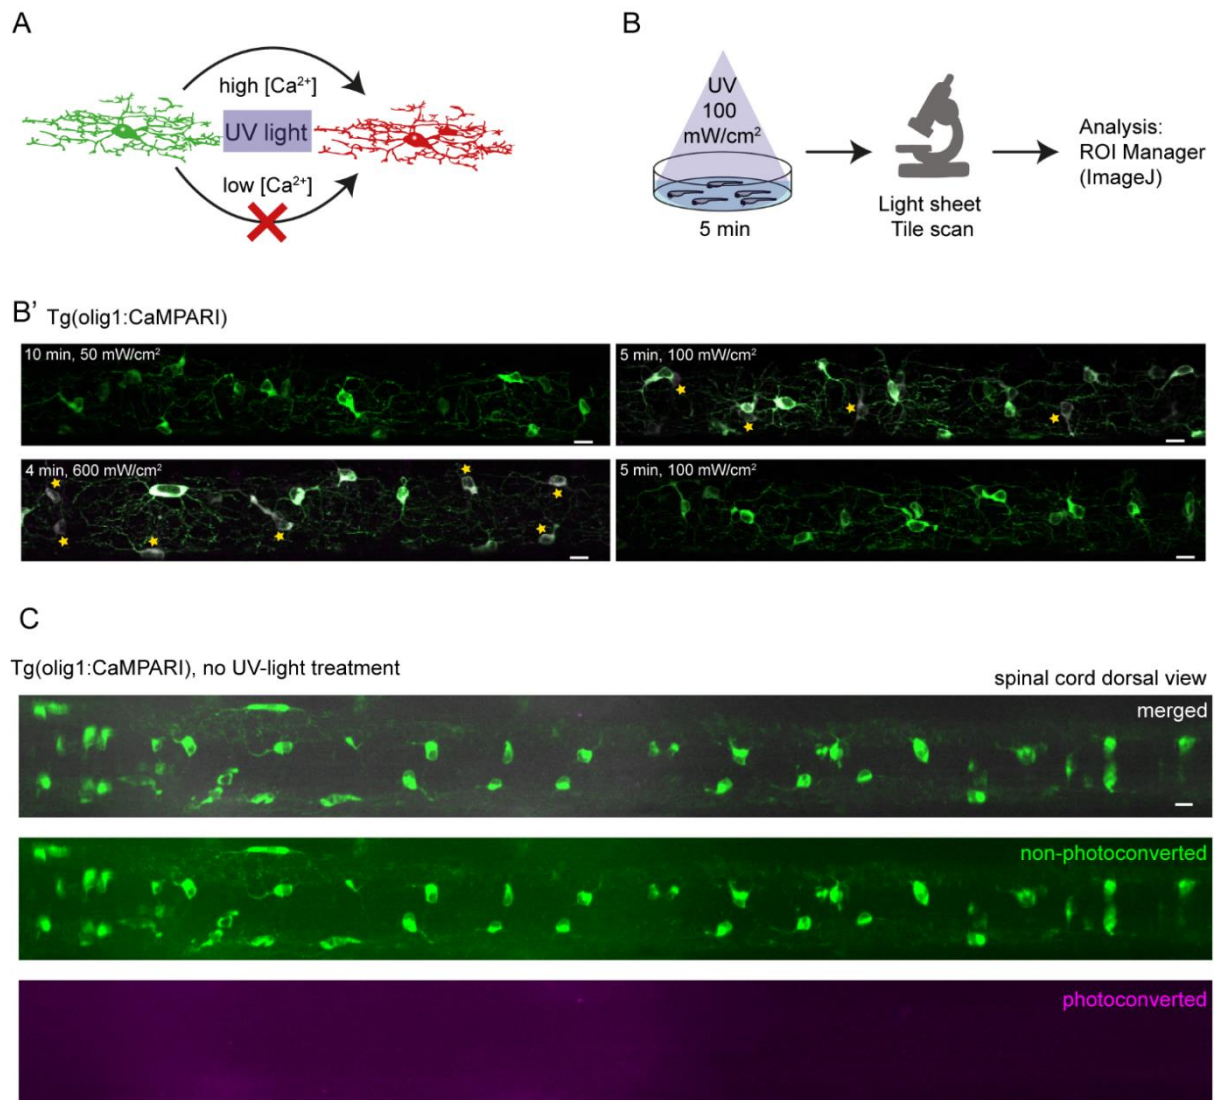 A
high [Ca²⁺]
UV light
low [Ca²⁺]
B
UV
100
mW/cm²
5 min
Light sheet
Tile scan
Analysis:
ROI Manager
(ImageJ)
B’ Tg(olig1:CaMPARI)
10 min, 50 mW/cm²
5 min, 100 mW/cm²
4 min, 600 mW/cm²
5 min, 100 mW/cm²
C
Tg(olig1:CaMPARI), no UV-light treatment
spinal cord dorsal view
merged
non-photoconverted
photoconverted